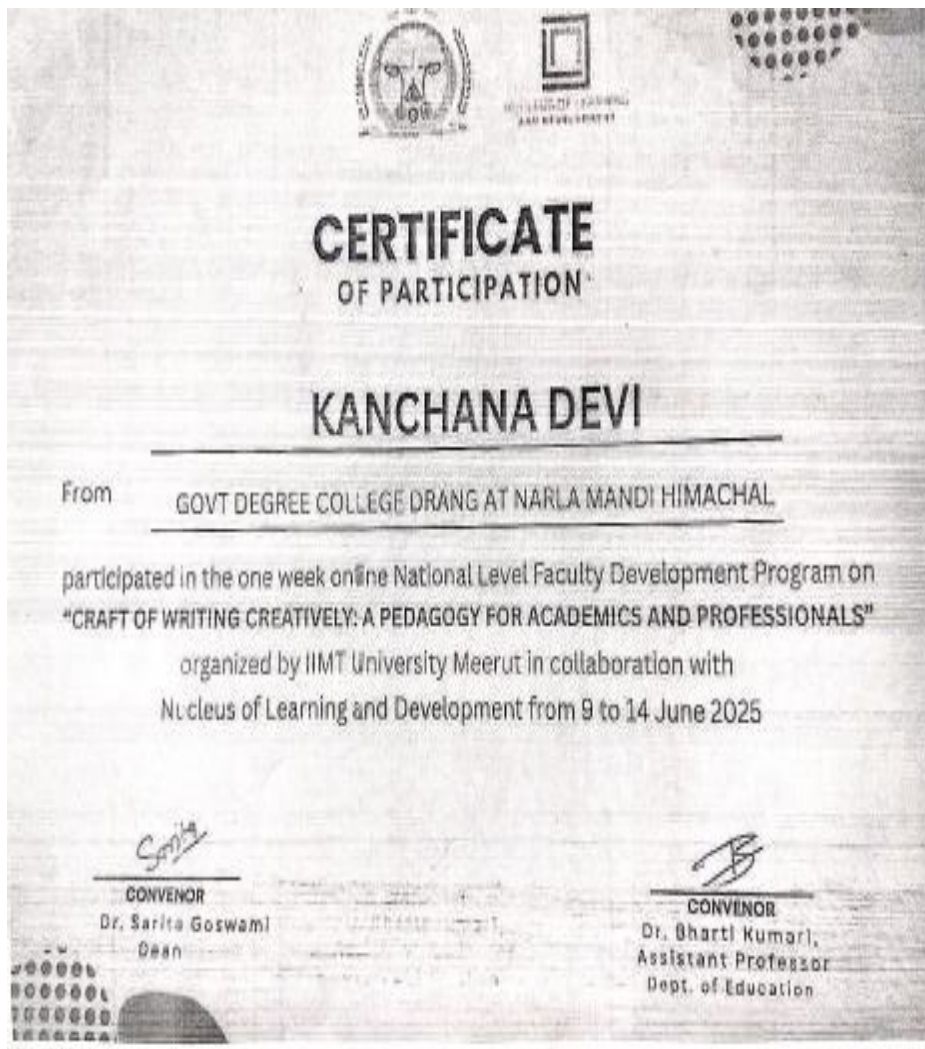 AND DEVELOPMENT
CERTIFICATE
OF PARTICIPATION
KANCHANA DEVI
From
GOVT DEGREE COLLEGE DRANG AT NARLA MANDI HIMACHAL
participated in the one week online National Level Faculty Development Program on
"CRAFT OF WRITING CREATIVELY: A PEDAGOGY FOR ACADEMICS AND PROFESSIONALS"
organized by IIMT University Meerut in collaboration with
Nucleus of Learning and Development from 9 to 14 June 2025
Sarita
CONVENOR
Dr. Sarita Goswami
Dean
CONVENOR
Dr. Bharti Kumari,
Assistant Professor
Dept. of Education